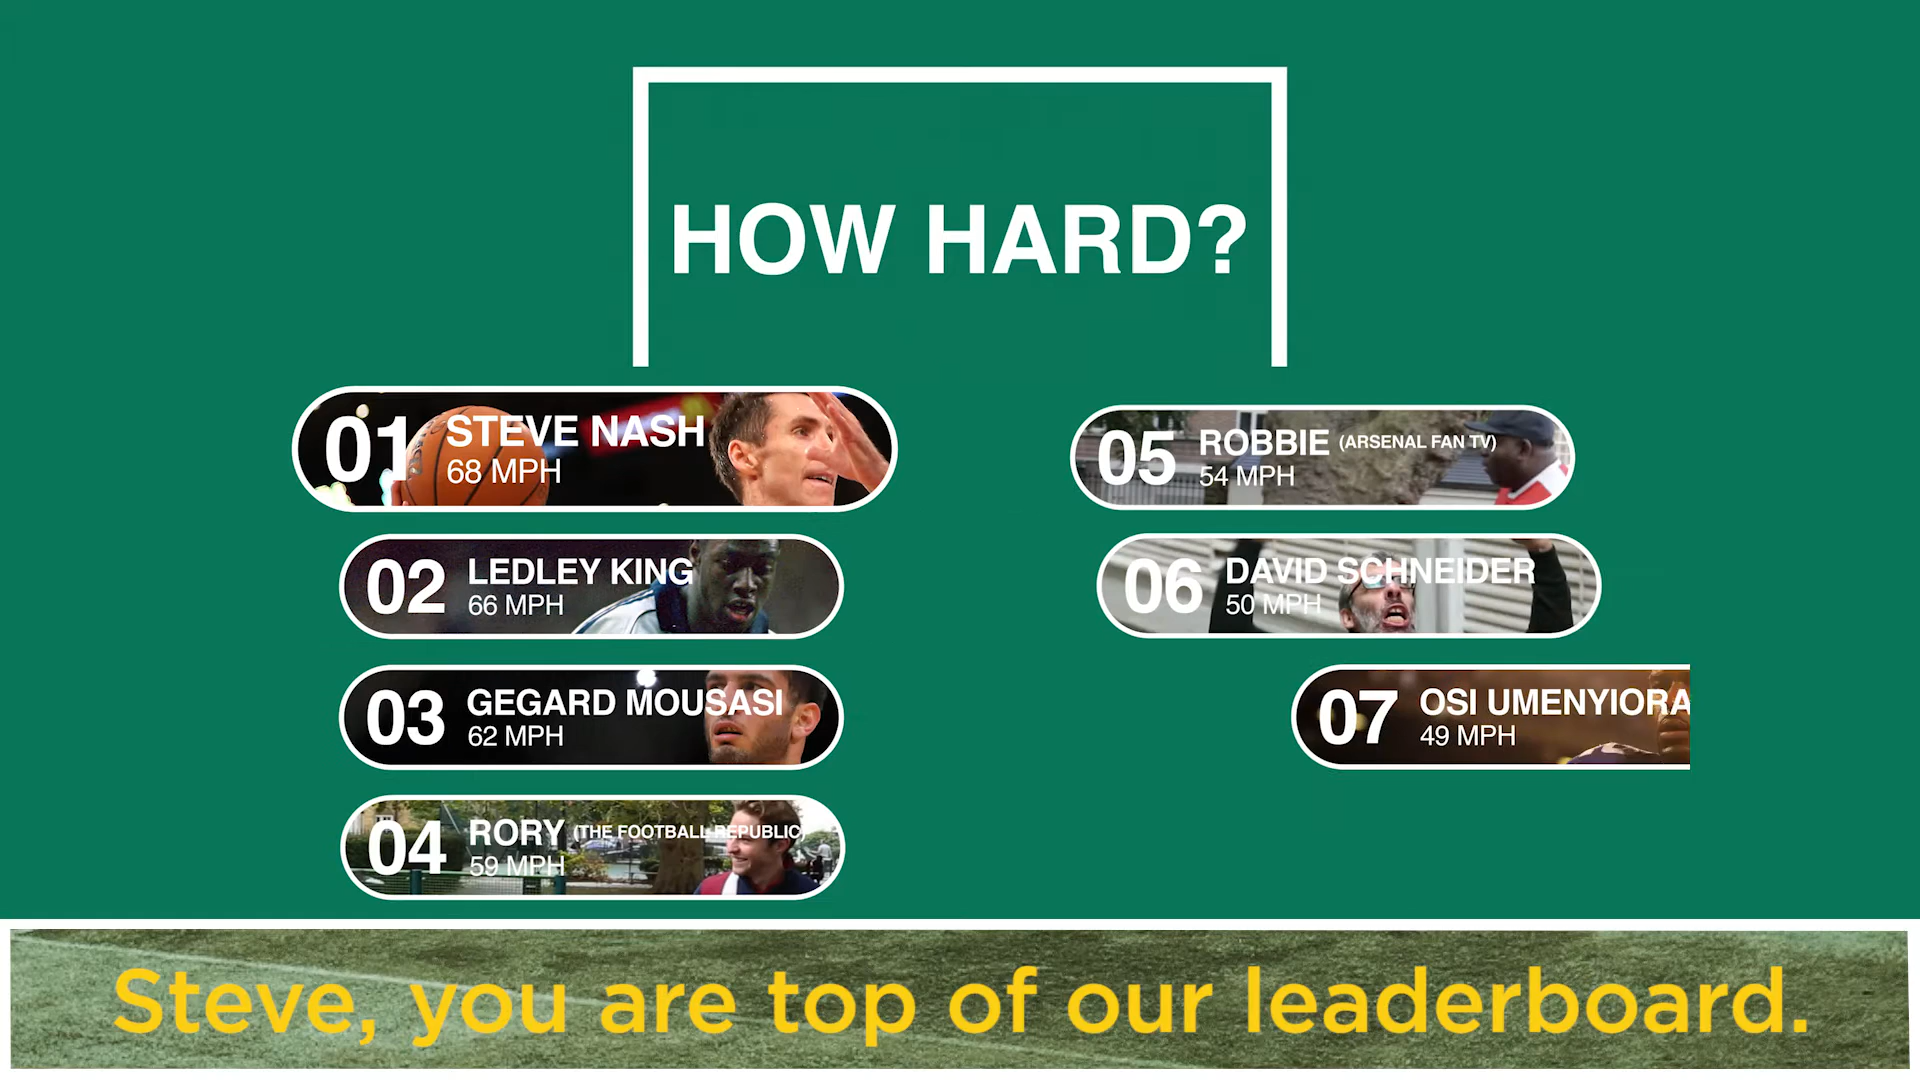 HOW HARD?
01 STEVE NASH
68 MPH
02 LEDLEY KING
66 MPH
03 GEGARD MOUSASI
62 MPH
04 RORY (THE FOOTBALL REPUBLIC)
59 MPH
05 ROBBIE (ARSENAL FAN TV)
54 MPH
06 DAVID SCHNEIDER
50 MPH
07 OSI UMENYIORA
49 MPH
Steve, you are top of our leaderboard.